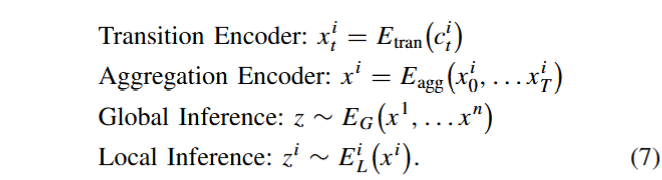 Transition Encoder: x_t^i = E_tran(c_t^i)
Aggregation Encoder: x^i = E_agg(x_0^i, … x_T^i)
Global Inference: z ∼ E_G(x^1, … x^n)
Local Inference: z^i ∼ E_L^i(x^i). (7)